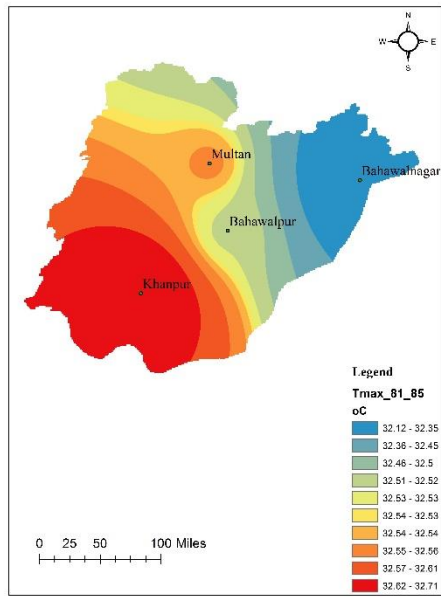 N
W E
S
Multan
Bahawalnagar
Bahawalpur
Khanpur
Legend
Tmax_81_85
oC
32.12 - 32.35
32.36 - 32.45
32.46 - 32.5
32.51 - 32.52
32.53 - 32.53
32.54 - 32.53
32.54 - 32.54
32.55 - 32.56
32.57 - 32.61
32.62 - 32.71
0 25 50 100 Miles